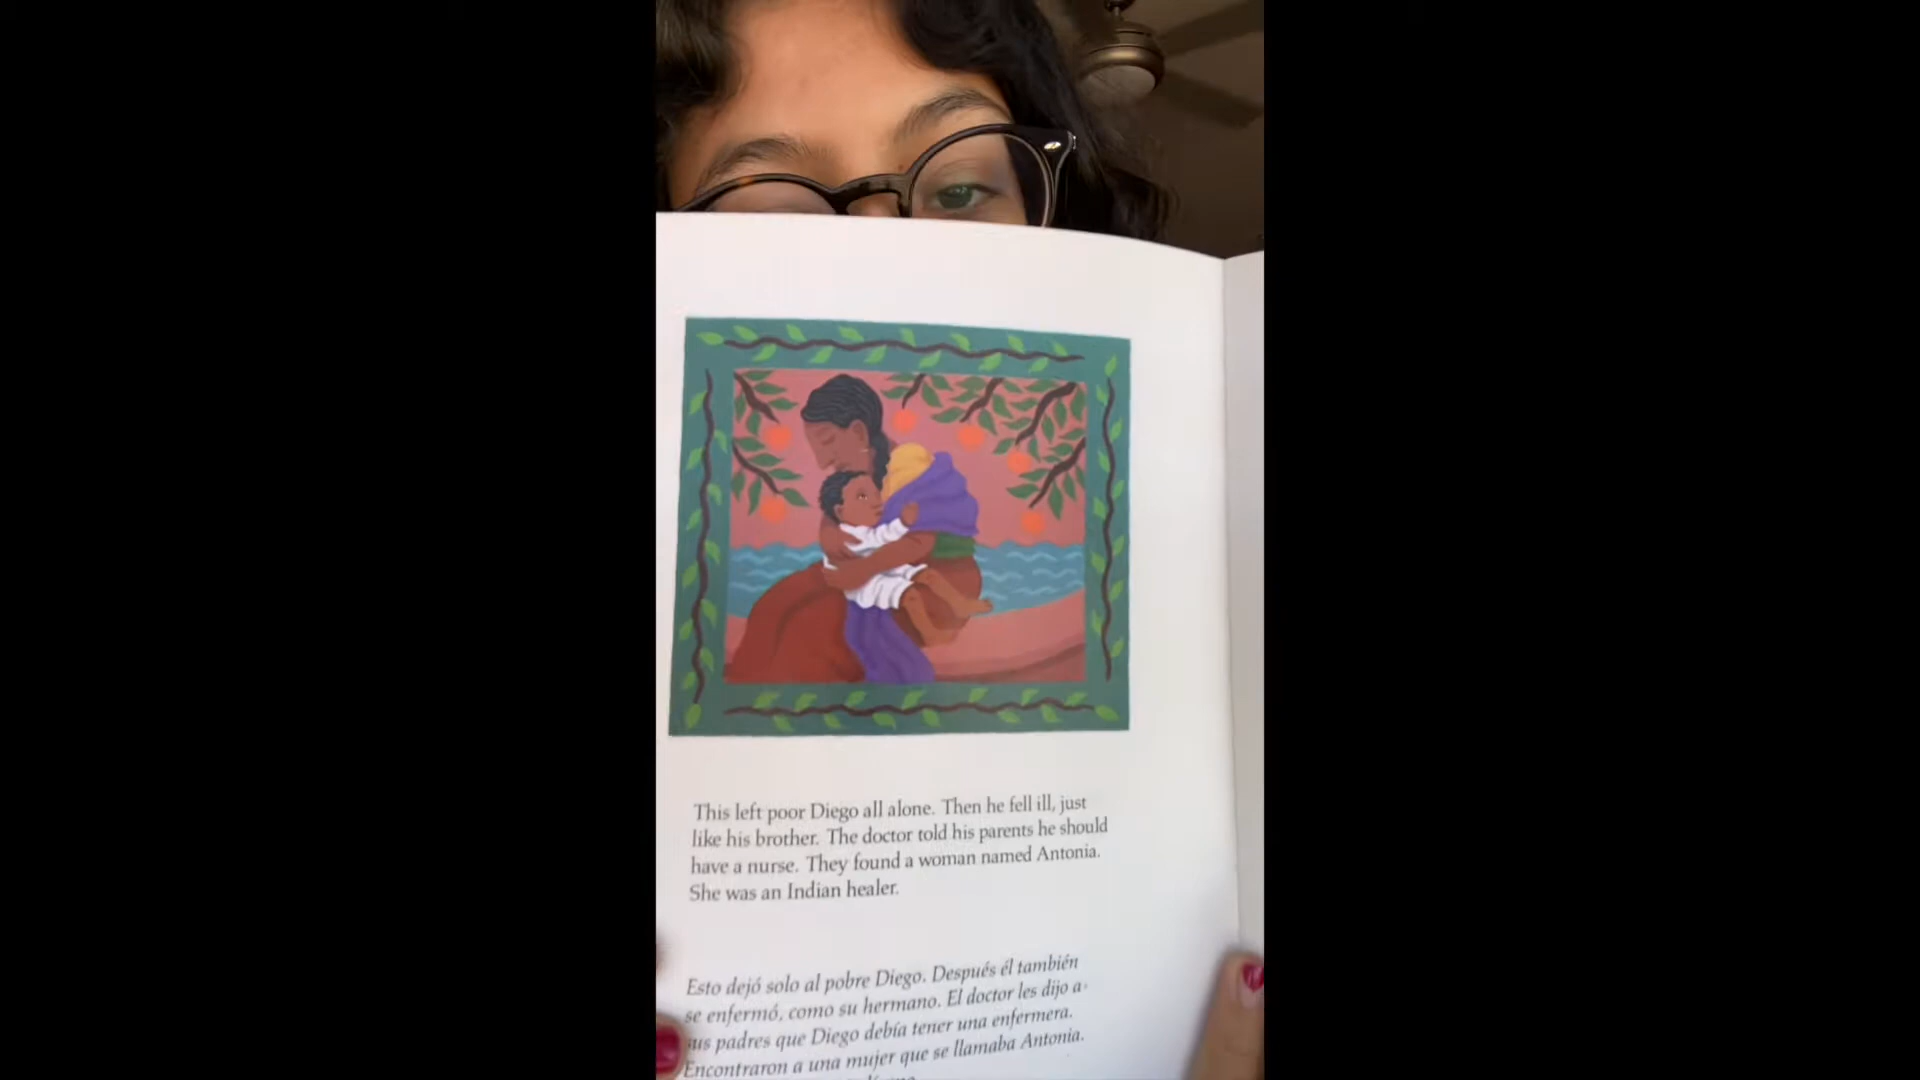 This left poor Diego all alone. Then he fell ill, just
like his brother. The doctor told his parents he should
have a nurse. They found a woman named Antonia.
She was an Indian healer.
Esto dejó solo al pobre Diego. Después él también
se enfermó, como su hermano. El doctor les dijo a
sus padres que Diego debía tener una enfermera.
Encontraron a una mujer que se llamaba Antonia.